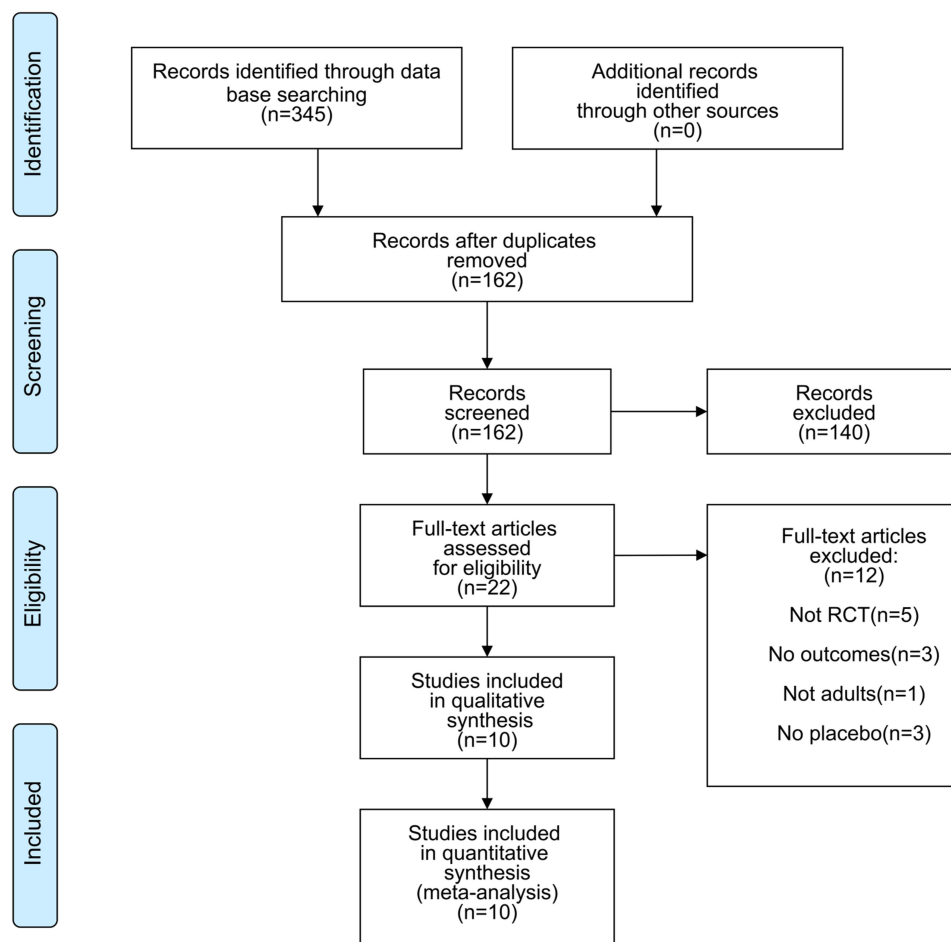 Identification
Records identified through data
base searching
(n=345)
Additional records
identified
through other sources
(n=0)
Records after duplicates
removed
(n=162)
Screening
Records
screened
(n=162)
Records
excluded
(n=140)
Eligibility
Full-text articles
assessed
for eligibility
(n=22)
Full-text articles
excluded:
(n=12)
Not RCT(n=5)
No outcomes(n=3)
Not adults(n=1)
No placebo(n=3)
Studies included
in qualitative
synthesis
(n=10)
Included
Studies included
in quantitative
synthesis
(meta-analysis)
(n=10)